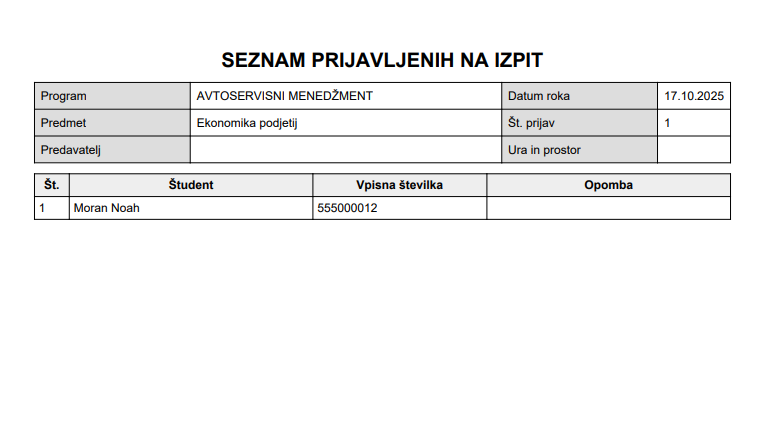 SEZNAM PRIJAVLJENIH NA IZPIT
Program AVTOSERVISNI MENEDŽMENT Datum roka 17.10.2025
Predmet Ekonomika podjetij Št. prijav 1
Predavatelj Ura in prostor
Št. Študent Vpisna številka Opomba
1 Moran Noah 555000012